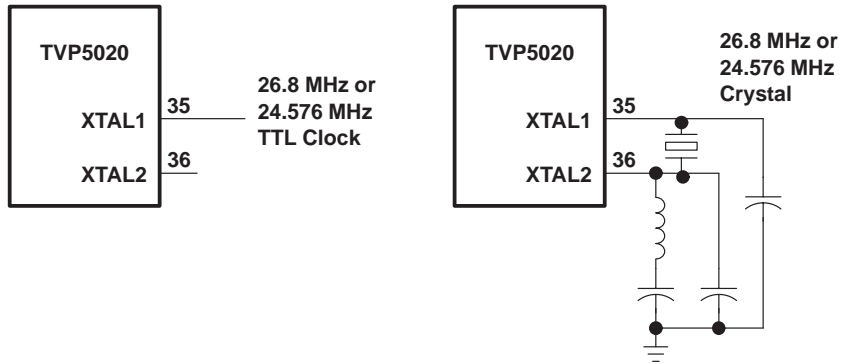 TVP5020
26.8 MHz or
24.576 MHz
TTL Clock
XTAL1
35
XTAL2
36
TVP5020
26.8 MHz or
24.576 MHz
Crystal
XTAL1
35
XTAL2
36